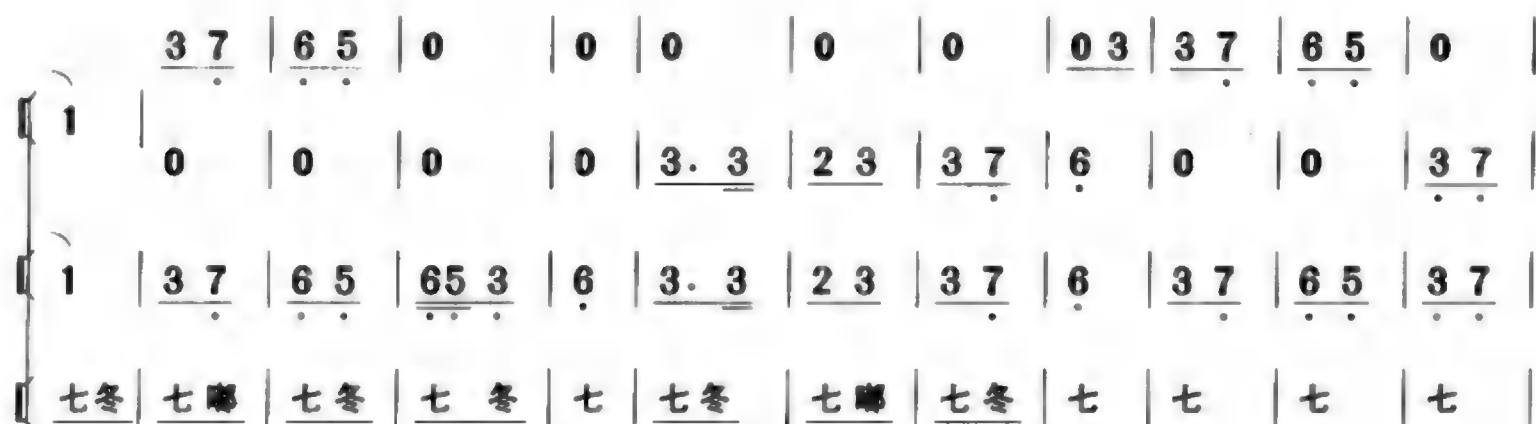 3 7 | 6 5 | 0 | 0 | 0 | 0 | 0 | 0 3 | 3 7 | 6 5 | 0 |
1 |
0 | 0 | 0 | 0 | 3. 3 | 2 3 | 3 7 | 6 | 0 | 0 | 3 7 |
1 | 3 7 | 6 5 | 65 3 | 6 | 3. 3 | 2 3 | 3 7 | 6 | 3 7 | 6 5 | 3 7 |
七冬 | 七 | 七冬 | 七 冬 | 七 | 七冬 | 七 | 七冬 | 七 | 七 | 七 | 七 |